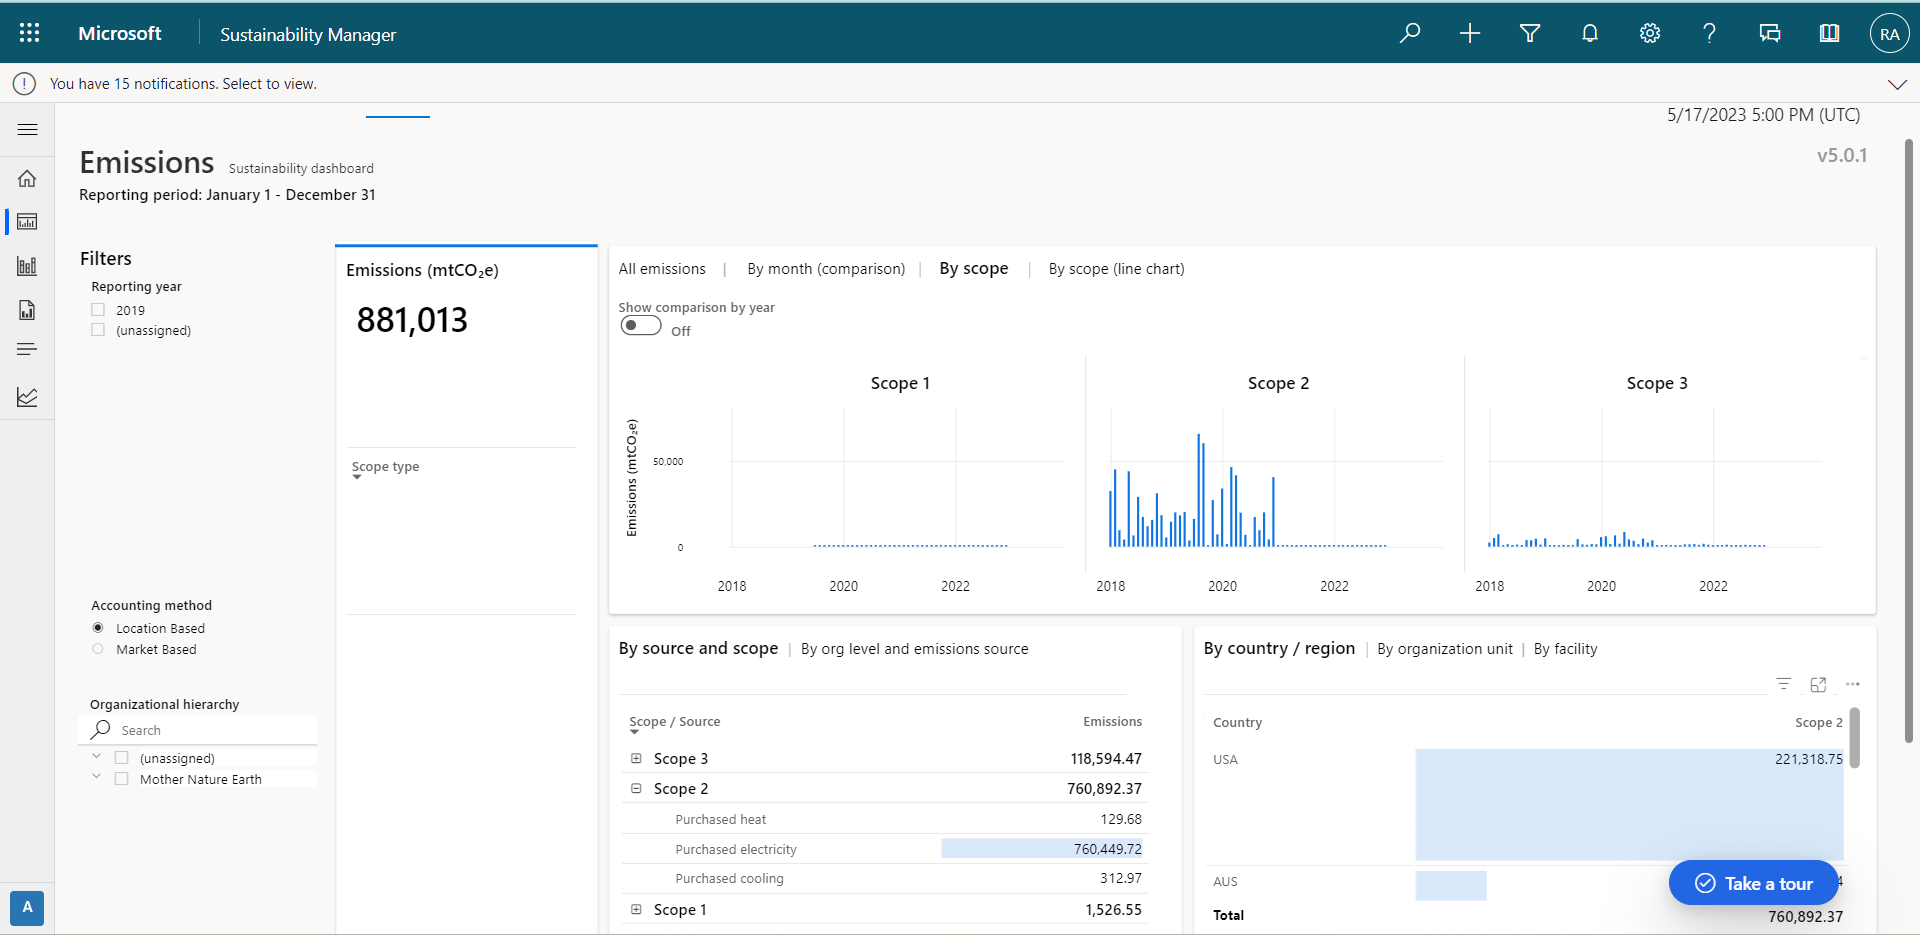 Microsoft Sustainability Manager RA
You have 15 notifications. Select to view.
5/17/2023 5:00 PM (UTC)
Emissions Sustainability dashboard v5.0.1
Reporting period: January 1 - December 31
Filters
Reporting year
2019
(unassigned)
Accounting method
Location Based
Market Based
Organizational hierarchy
Search
(unassigned)
Mother Nature Earth
A
Emissions (mtCO₂e)
881,013
Scope type
All emissions | By month (comparison) | By scope | By scope (line chart)
Show comparison by year
Off
Scope 1 Scope 2 Scope 3
Emissions (mtCO₂e)
50,000
0
2018 2020 2022 2018 2020 2022 2018 2020 2022
By source and scope | By org level and emissions source
Scope / Source Emissions
Scope 3 118,594.47
Scope 2 760,892.37
Purchased heat 129.68
Purchased electricity 760,449.72
Purchased cooling 312.97
Scope 1 1,526.55
By country / region | By organization unit | By facility
Country Scope 2
USA 221,318.75
AUS 4
Total 760,892.37
Take a tour